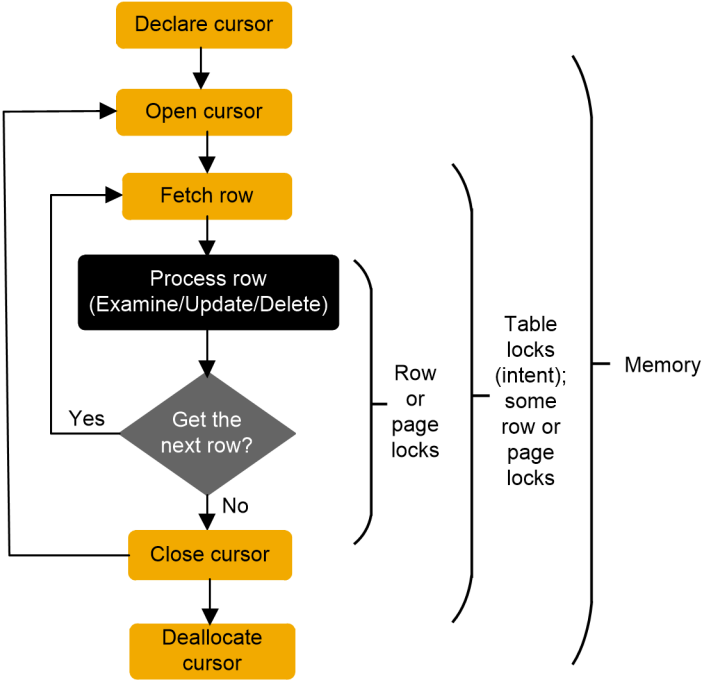 Declare cursor
Open cursor
Fetch row
Process row
(Examine/Update/Delete)
Yes
Get the
next row?
No
Close cursor
Deallocate
cursor
Row
or
page
locks
Table
locks
(intent);
some
row or
page
locks
Memory